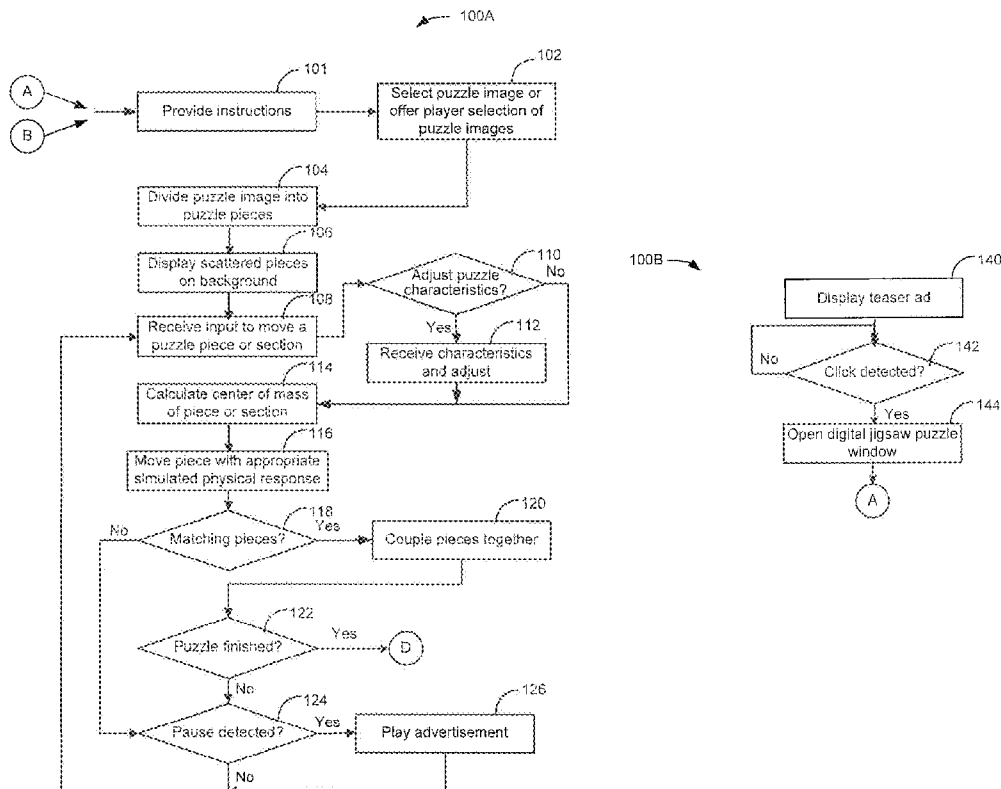 100A
A
B
101
Provide instructions
102
Select puzzle image or
offer player selection of
puzzle images
104
Divide puzzle image into
puzzle pieces
106
Display scattered pieces
on background
108
Receive input to move a
puzzle piece or section
110
Adjust puzzle
characteristics?
No
Yes
112
Receive characteristics
and adjust
114
Calculate center of mass
of piece or section
116
Move piece with appropriate
simulated physical response
118
Matching pieces?
No
Yes
120
Couple pieces together
122
Puzzle finished?
Yes
D
No
124
Pause detected?
Yes
126
Play advertisement
No
100B
140
Display teaser ad
142
Click detected?
No
Yes
144
Open digital jigsaw puzzle
window
A